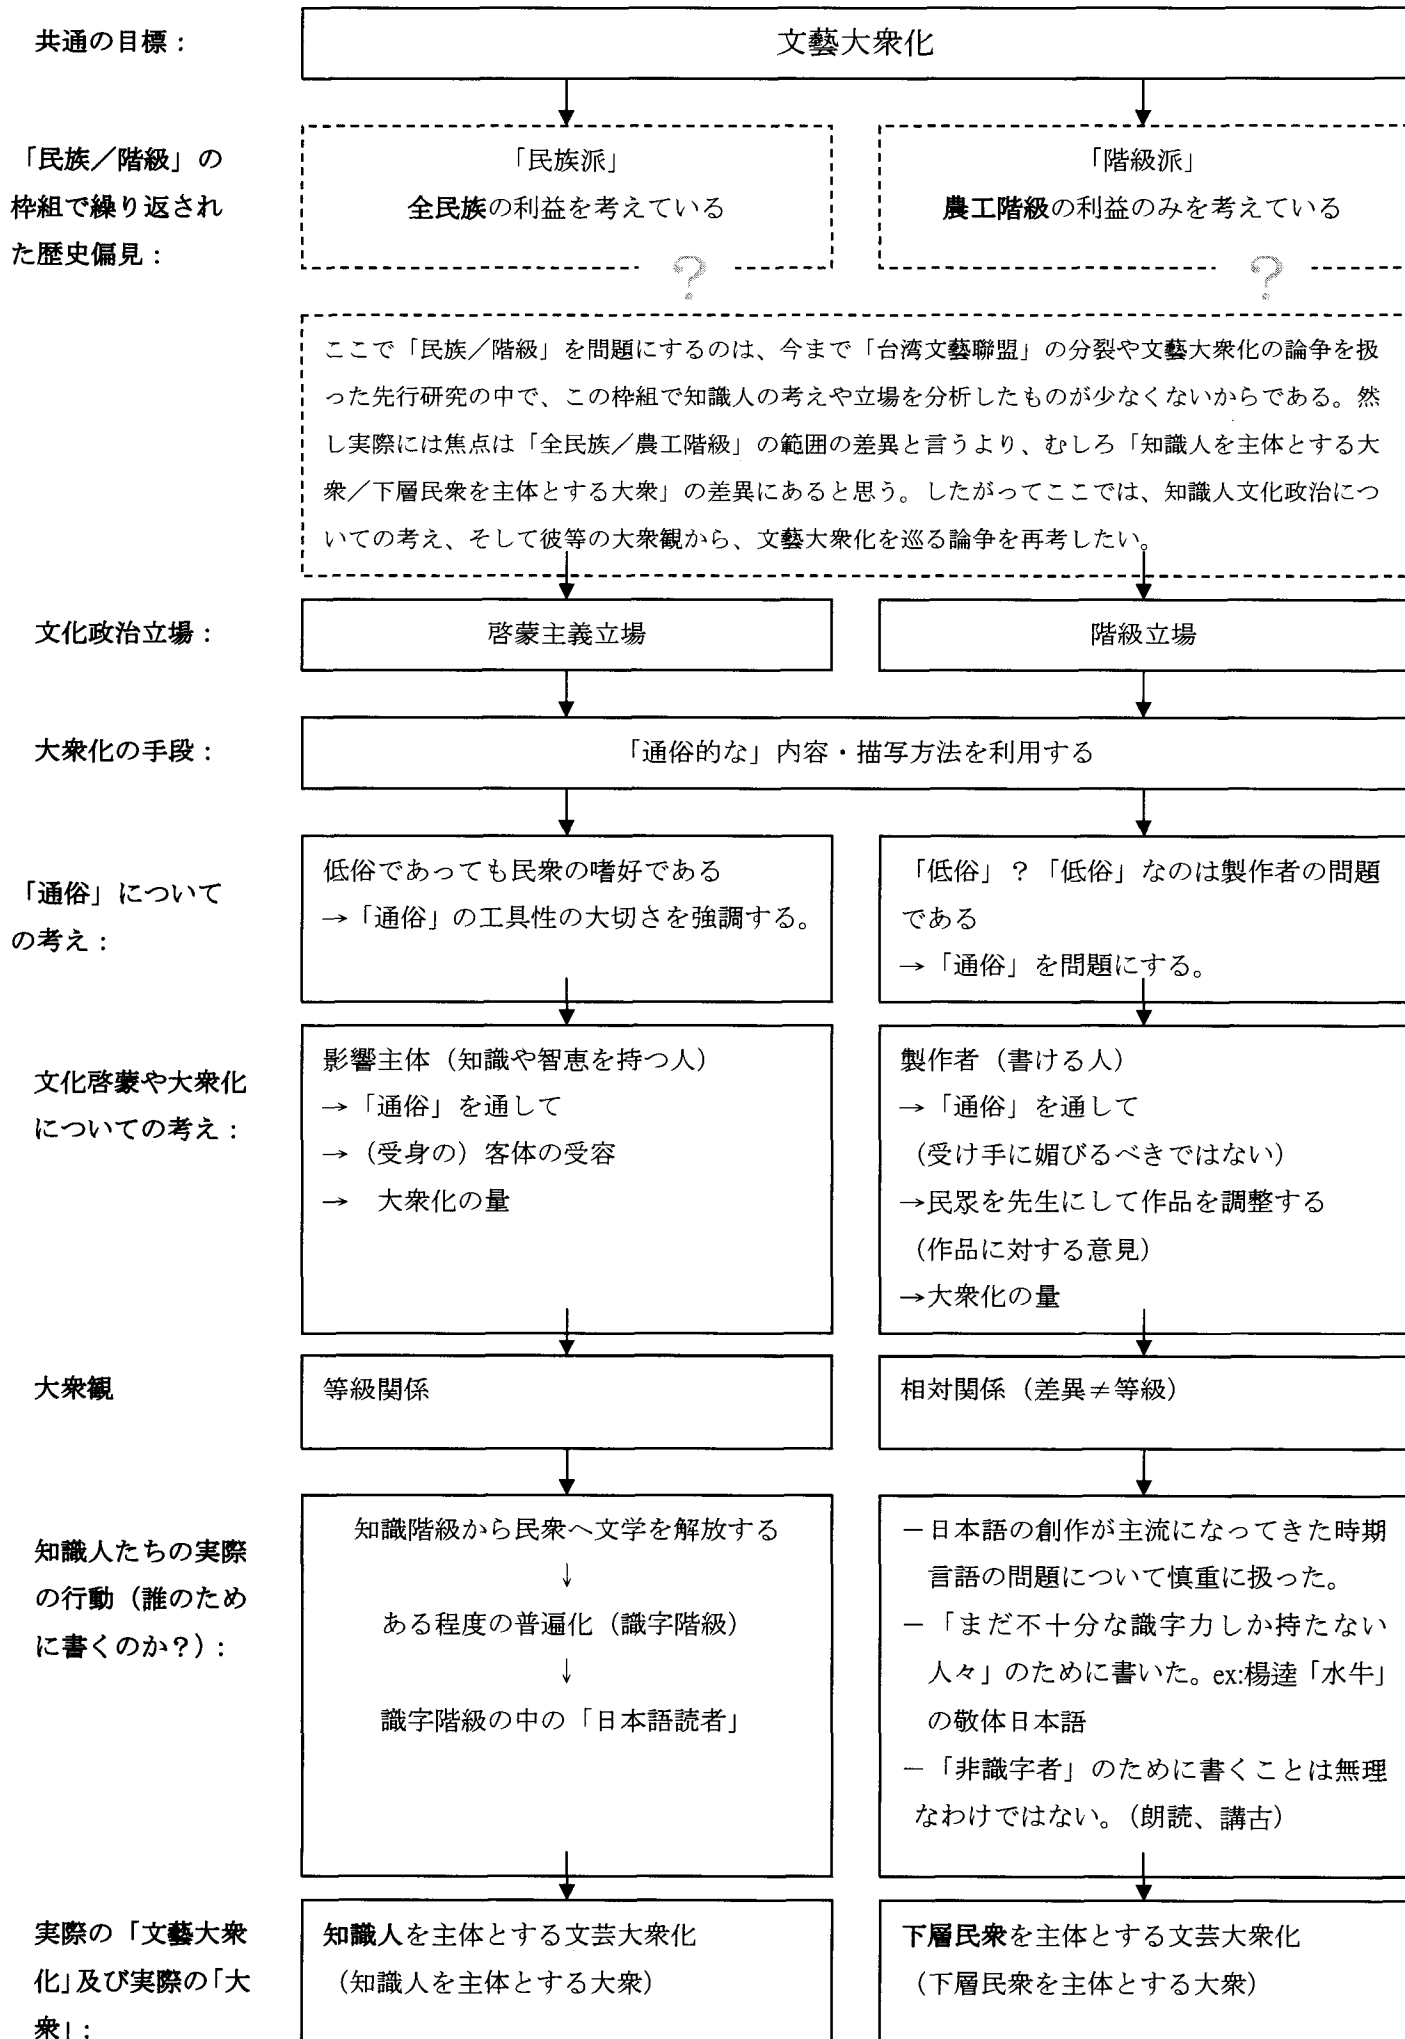 共通の目標：
文藝大衆化
「民族／階級」の
枠組で繰り返され
た歴史偏見：
「民族派」
全民族の利益を考えている
?
「階級派」
農工階級の利益のみを考えている
?
ここで「民族／階級」を問題にするのは、今まで「台湾文藝聯盟」の分裂や文藝大衆化の論争を扱
った先行研究の中で、この枠組で知識人の考えや立場を分析したものが少なくないからである。然
し実際には焦点は「全民族／農工階級」の範囲の差異と言うより、むしろ「知識人を主体とする大
衆／下層民衆を主体とする大衆」の差異にあると思う。したがってここでは、知識人文化政治につ
いての考え、そして彼等の大衆観から、文藝大衆化を巡る論争を再考したい。
文化政治立場：
啓蒙主義立場
階級立場
大衆化の手段：
「通俗的な」内容・描写方法を利用する
「通俗」について
の考え：
低俗であっても民衆の嗜好である
→「通俗」の工具性の大切さを強調する。
「低俗」？「低俗」なのは製作者の問題
である
→「通俗」を問題にする。
文化啓蒙や大衆化
についての考え：
影響主体（知識や智恵を持つ人）
→「通俗」を通して
→（受身の）客体の受容
→　大衆化の量
製作者（書ける人）
→「通俗」を通して
（受け手に媚びるべきではない）
→民眾を先生にして作品を調整する
（作品に対する意見）
→大衆化の量
大衆観
等級関係
相対関係（差異≠等級）
知識人たちの実際
の行動（誰のため
に書くのか？）：
知識階級から民衆へ文学を解放する
↓
ある程度の普遍化（識字階級）
↓
識字階級の中の「日本語読者」
－日本語の創作が主流になってきた時期
言語の問題について慎重に扱った。
－「まだ不十分な識字力しか持たない
人々」のために書いた。ex:楊逵「水牛」
の敬体日本語
－「非識字者」のために書くことは無理
なわけではない。（朗読、講古）
実際の「文藝大衆
化」及び実際の「大
衆」：
知識人を主体とする文芸大衆化
（知識人を主体とする大衆）
下層民衆を主体とする文芸大衆化
（下層民衆を主体とする大衆）